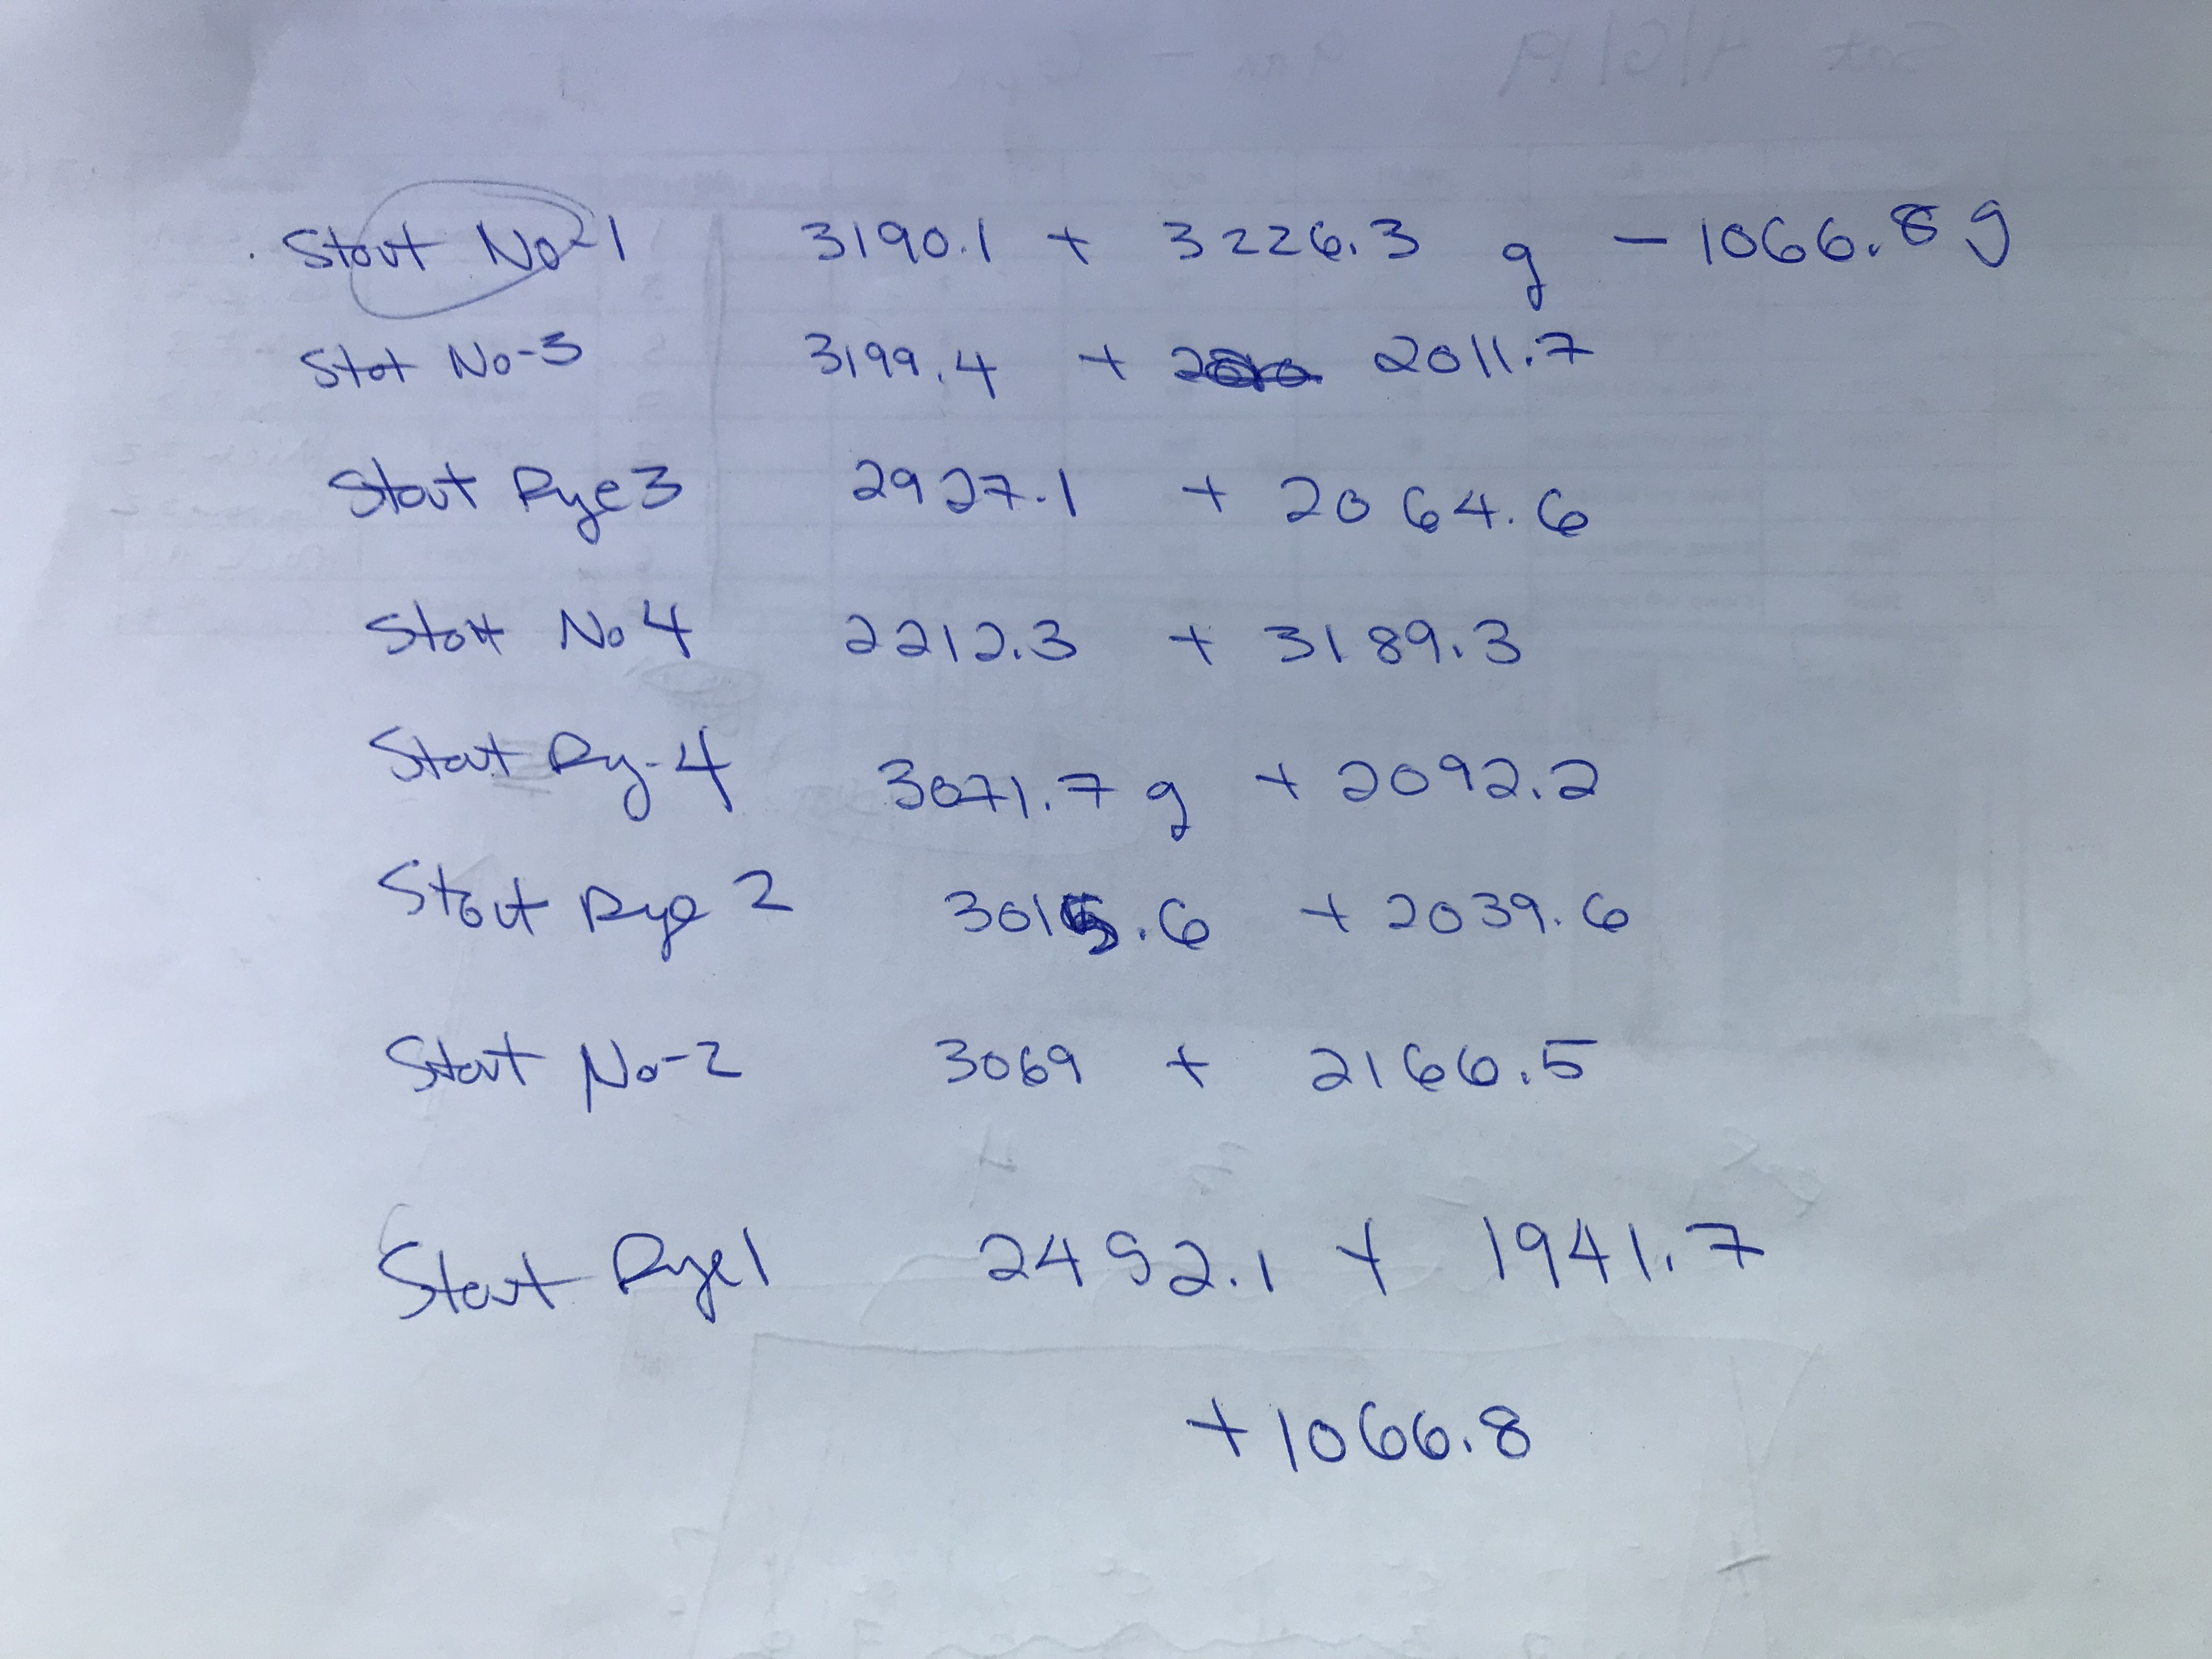 Stout No-1 3190.1 + 3226.3 g - 1066.8 g
Stot No-3 3199.4 + 2011.7
Stout Rye 3 2927.1 + 2064.6
Stott No 4 2212.3 + 3189.3
Stout Ry-4 3071.7 g + 2092.2
Stout Rye 2 3015.6 + 2039.6
Stout No-2 3069 + 2166.5
Stout Rye 1 2492.1 + 1941.7
+ 1066.8